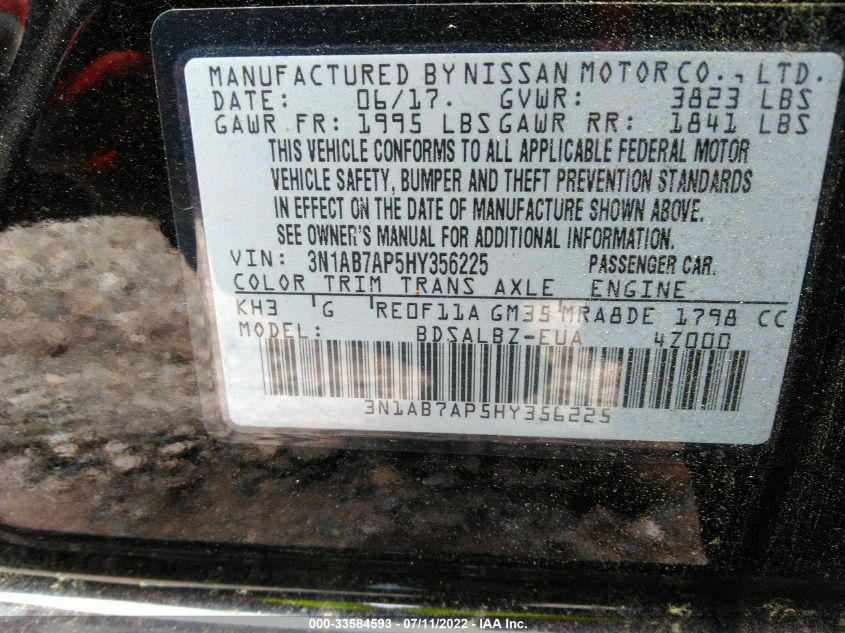 MANUFACTURED BY NISSAN MOTOR CO., LTD.
DATE: 06/17. GVWR: 3823 LBS
GAWR FR: 1995 LBS GAWR RR: 1841 LBS
THIS VEHICLE CONFORMS TO ALL APPLICABLE FEDERAL MOTOR
VEHICLE SAFETY, BUMPER AND THEFT PREVENTION STANDARDS
IN EFFECT ON THE DATE OF MANUFACTURE SHOWN ABOVE.
SEE OWNER'S MANUAL FOR ADDITIONAL INFORMATION.
VIN: 3N1AB7AP5HY356225 PASSENGER CAR.
COLOR TRIM TRANS AXLE ENGINE
KH3 G RE0F11A GM35 MRA8DE 1798 CC
MODEL: BDSALBZ-EUA 4Z000
3N1AB7AP5HY356225
000-33584593 - 07/11/2022 - IAA Inc.